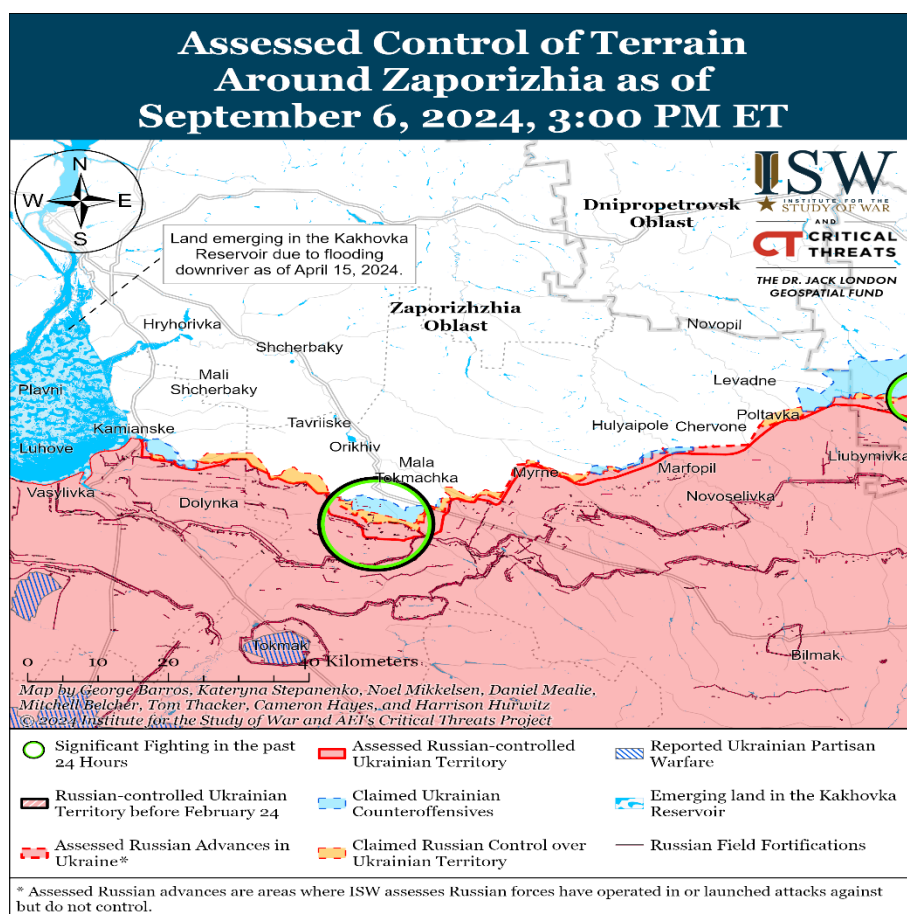 Assessed Control of Terrain
Around Zaporizhia as of
September 6, 2024, 3:00 PM ET
N
W E
S
ISW
INSTITUTE FOR THE
STUDY OF WAR
AND
CT CRITICAL
THREATS
THE DR. JACK LONDON
GEOSPATIAL FUND
Dnipropetrovsk
Oblast
Land emerging in the Kakhovka
Reservoir due to flooding
downriver as of April 15, 2024.
Zaporizhzhia
Oblast
Hryhorivka
Novopil
Shcherbaky
Mali
Shcherbaky
Levadne
Plavni
Poltavka
Tavriiske
Kamianske
Hulyaipole
Chervone
Orikhiv
Luhove
Liubymivka
Mala
Tokmachka
Myrne
Marfopil
Vasylivka
Dolynka
Novoselivka
Tokmak
Bilmak
0 10 20 40 Kilometers
Map by George Barros, Kateryna Stepanenko, Noel Mikkelsen, Daniel Mealie,
Mitchell Belcher, Tom Thacker, Cameron Hayes, and Harrison Hurwitz
© 2024 Institute for the Study of War and AEI's Critical Threats Project
Significant Fighting in the past
24 Hours
Assessed Russian-controlled
Ukrainian Territory
Reported Ukrainian Partisan
Warfare
Russian-controlled Ukrainian
Territory before February 24
Claimed Ukrainian
Counteroffensives
Emerging land in the Kakhovka
Reservoir
Assessed Russian Advances in
Ukraine*
Claimed Russian Control over
Ukrainian Territory
Russian Field Fortifications
* Assessed Russian advances are areas where ISW assesses Russian forces have operated in or launched attacks against
but do not control.